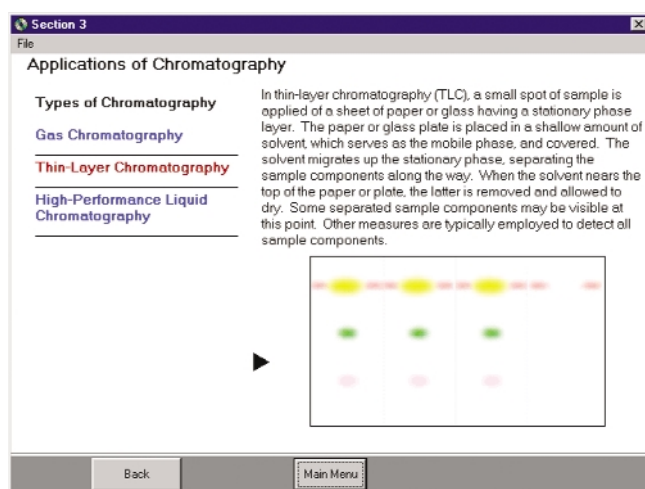 Section 3
File
Applications of Chromatography
Types of Chromatography
Gas Chromatography
Thin-Layer Chromatography
High-Performance Liquid
Chromatography
In thin-layer chromatography (TLC), a small spot of sample is
applied of a sheet of paper or glass having a stationary phase
layer. The paper or glass plate is placed in a shallow amount of
solvent, which serves as the mobile phase, and covered. The
solvent migrates up the stationary phase, separating the
sample components along the way. When the solvent nears the
top of the paper or plate, the latter is removed and allowed to
dry. Some separated sample components may be visible at
this point. Other measures are typically employed to detect all
sample components.
Back
Main Menu